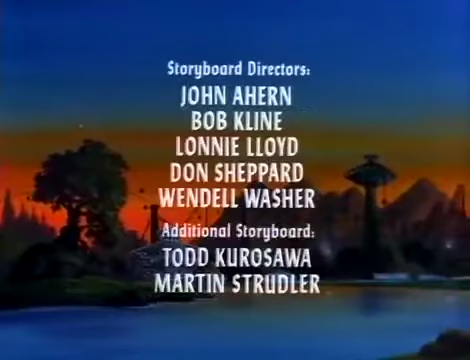 Storyboard Directors:
JOHN AHERN
BOB KLINE
LONNIE LLOYD
DON SHEPPARD
WENDELL WASHER
Additional Storyboard:
TODD KUROSAWA
MARTIN STRUDLER